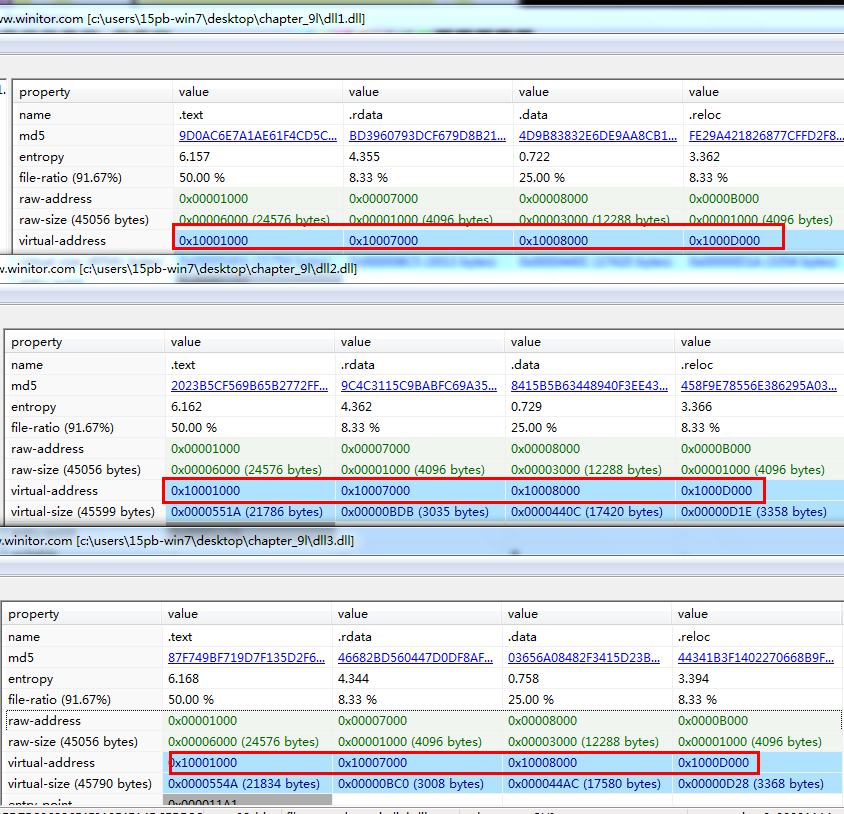 ww.winitor.com [c:\users\15pb-win7\desktop\chapter_9l\dll1.dll]
property value value value value
name .text .rdata .data .reloc
md5 9D0AC6E7A1AE61F4CD5C... BD3960793DCF679D8B21... 4D9B83832E6DE9AA8CB1... FE29A421826877CFFD2F8...
entropy 6.157 4.355 0.722 3.362
file-ratio (91.67%) 50.00 % 8.33 % 25.00 % 8.33 %
raw-address 0x00001000 0x00007000 0x00008000 0x0000B000
raw-size (45056 bytes) 0x00006000 (24576 bytes) 0x00001000 (4096 bytes) 0x00003000 (12288 bytes) 0x00001000 (4096 bytes)
virtual-address 0x10001000 0x10007000 0x10008000 0x1000D000
w.winitor.com [c:\users\15pb-win7\desktop\chapter_9l\dll2.dll]
property value value value value
name .text .rdata .data .reloc
md5 2023B5CF569B65B2772FF... 9C4C3115C9BABFC69A35... 8415B5B63448940F3EE43... 458F9E78556E386295A03...
entropy 6.162 4.362 0.729 3.366
file-ratio (91.67%) 50.00 % 8.33 % 25.00 % 8.33 %
raw-address 0x00001000 0x00007000 0x00008000 0x0000B000
raw-size (45056 bytes) 0x00006000 (24576 bytes) 0x00001000 (4096 bytes) 0x00003000 (12288 bytes) 0x00001000 (4096 bytes)
virtual-address 0x10001000 0x10007000 0x10008000 0x1000D000
virtual-size (45599 bytes) 0x0000551A (21786 bytes) 0x00000BDB (3035 bytes) 0x0000440C (17420 bytes) 0x00000D1E (3358 bytes)
w.winitor.com [c:\users\15pb-win7\desktop\chapter_9l\dll3.dll]
property value value value value
name .text .rdata .data .reloc
md5 87F749BF719D7F135D2F6... 46682BD560447D0DF8AF... 03656A08482F3415D23B... 44341B3F1402270668B9F...
entropy 6.168 4.344 0.758 3.394
file-ratio (91.67%) 50.00 % 8.33 % 25.00 % 8.33 %
raw-address 0x00001000 0x00007000 0x00008000 0x0000B000
raw-size (45056 bytes) 0x00006000 (24576 bytes) 0x00001000 (4096 bytes) 0x00003000 (12288 bytes) 0x00001000 (4096 bytes)
virtual-address 0x10001000 0x10007000 0x10008000 0x1000D000
virtual-size (45790 bytes) 0x0000554A (21834 bytes) 0x00000BC0 (3008 bytes) 0x000044AC (17580 bytes) 0x00000D28 (3368 bytes)
entry-point 0x000011A1